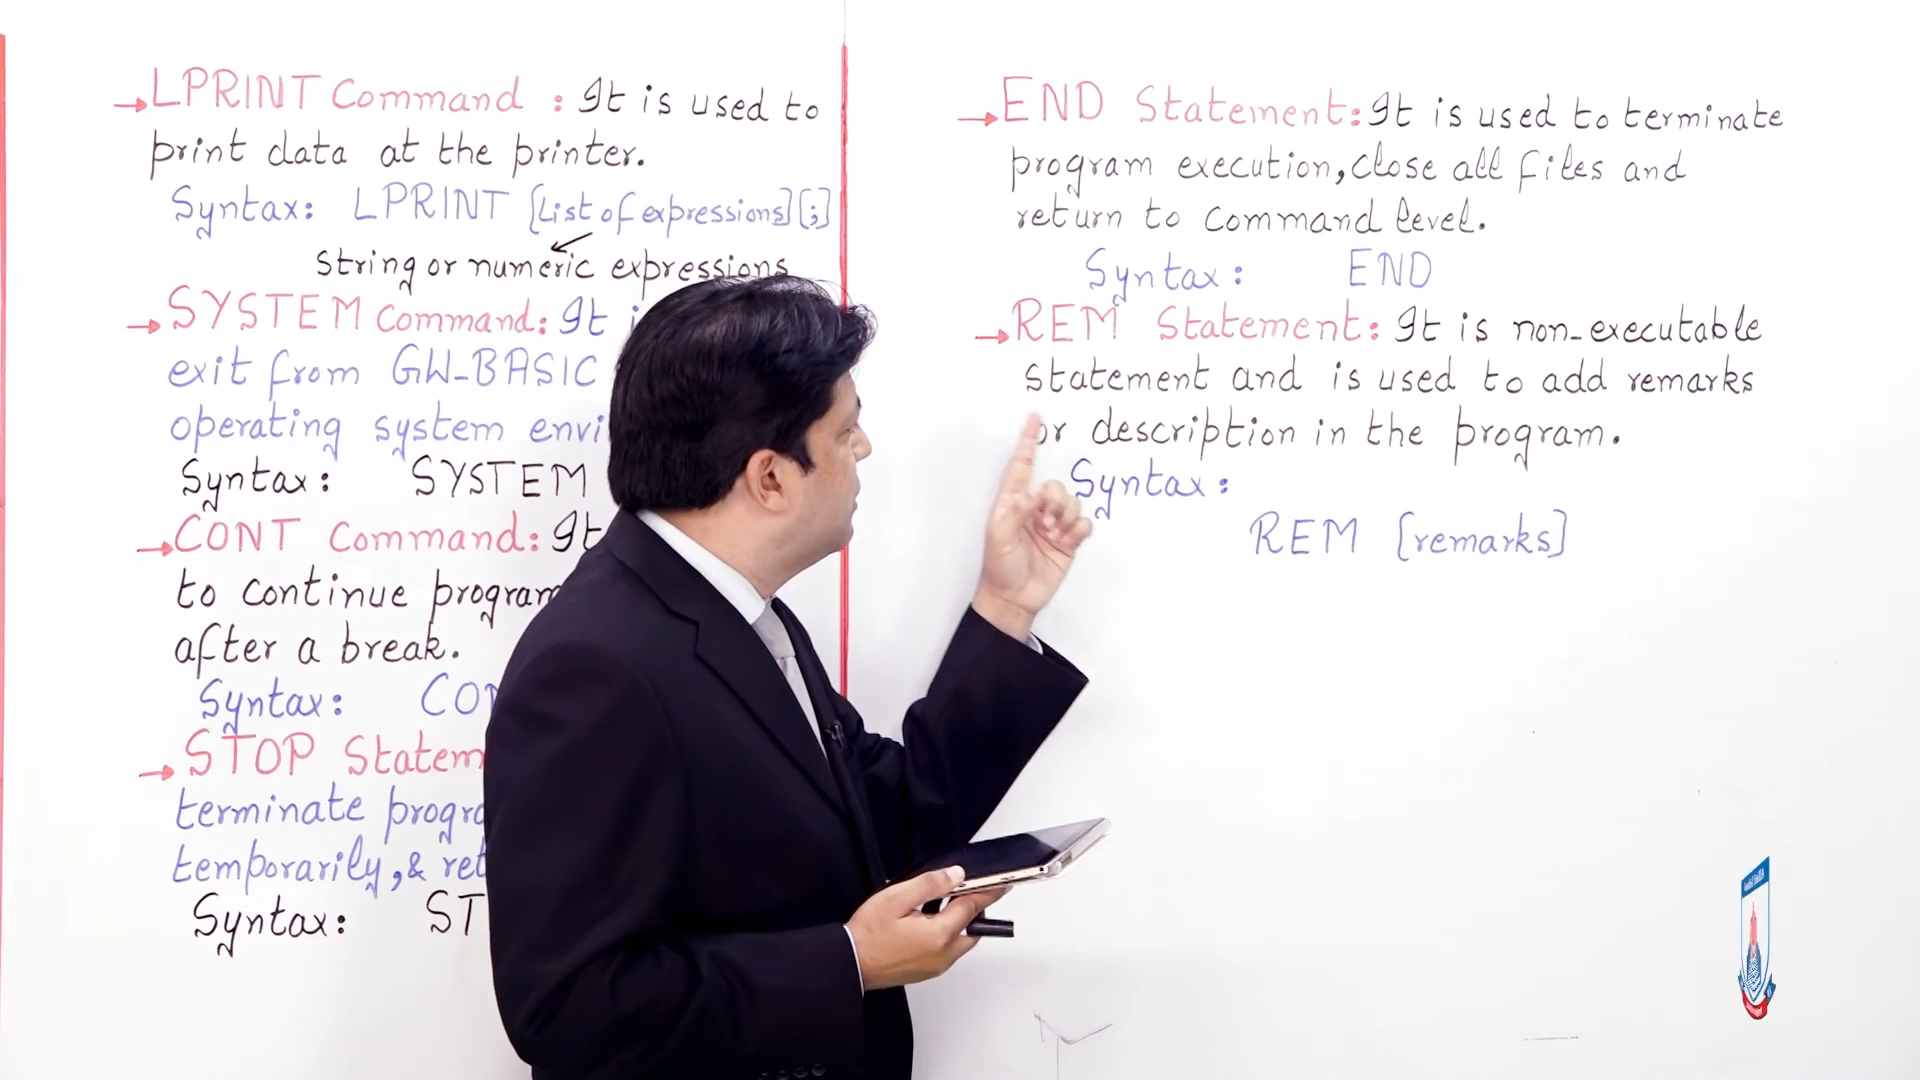 →LPRINT Command : It is used to
print data at the printer.
Syntax: LPRINT [List of expressions][;]
string or numeric expressions
→SYSTEM Command: It
exit from GW-BASIC
operating system envi
Syntax: SYSTEM
→CONT Command: It
to continue program
after a break.
Syntax: CON
→STOP Statem
terminate progra
temporarily, & ret
Syntax: ST
→END Statement: It is used to terminate
program execution, close all files and
return to command level.
Syntax: END
→REM Statement: It is non-executable
statement and is used to add remarks
or description in the program.
Syntax:
REM [remarks]